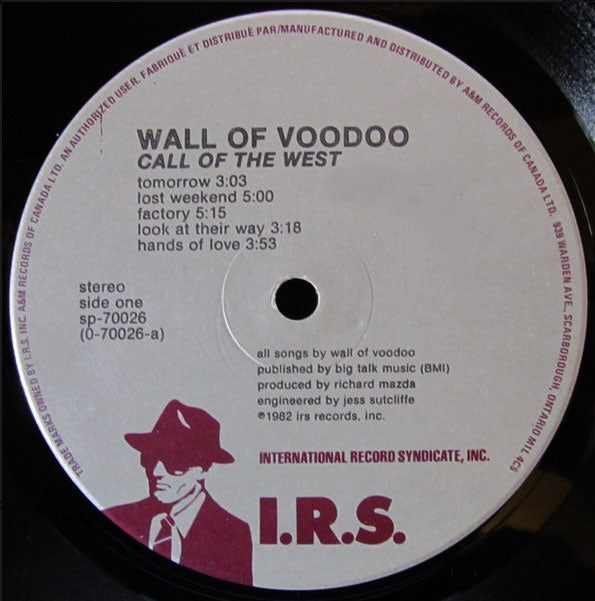 TRADE MARKS OWNED BY I.R.S. INC. A&M RECORDS OF CANADA LTD. AN AUTHORIZED USER. FABRIQUÉ ET DISTRIBUÉ PAR/MANUFACTURED AND DISTRIBUTED BY A&M RECORDS OF CANADA LTD. 939 WARDEN AVE., SCARBOROUGH, ONTARIO M1L 4C5
WALL OF VOODOO
CALL OF THE WEST
tomorrow 3:03
lost weekend 5:00
factory 5:15
look at their way 3:18
hands of love 3:53
stereo
side one
sp-70026
(0-70026-a)
all songs by wall of voodoo
published by big talk music (BMI)
produced by richard mazda
engineered by jess sutcliffe
℗1982 irs records, inc.
INTERNATIONAL RECORD SYNDICATE, INC.
I.R.S.